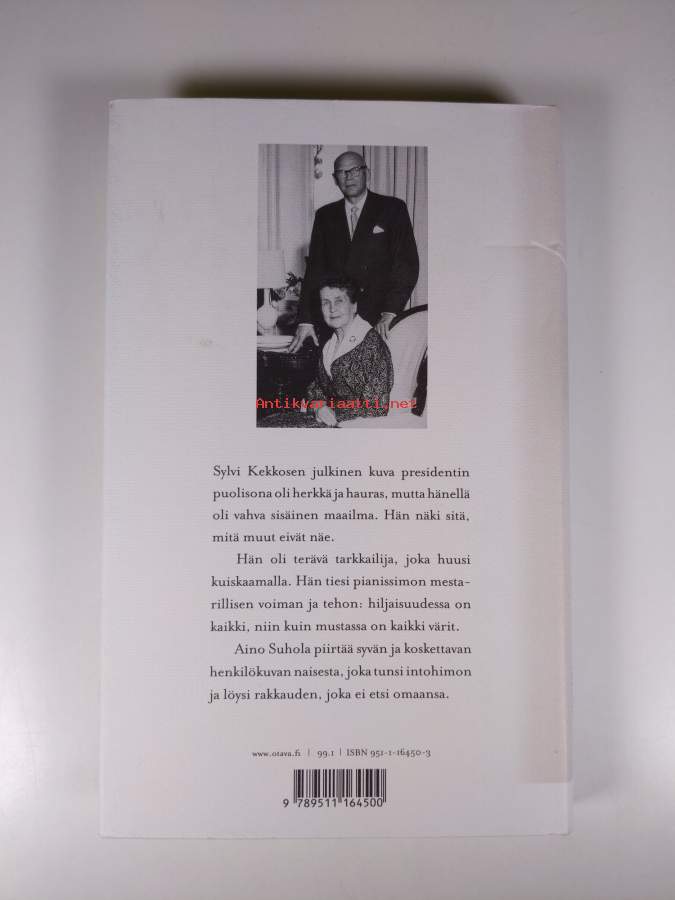 Antikvariaatti.net
Sylvi Kekkosen julkinen kuva presidentin
puolisona oli herkkä ja hauras, mutta hänellä
oli vahva sisäinen maailma. Hän näki sitä,
mitä muut eivät näe.
Hän oli terävä tarkkailija, joka huusi
kuiskaamalla. Hän tiesi pianissimon mesta-
rillisen voiman ja tehon: hiljaisuudessa on
kaikki, niin kuin mustassa on kaikki värit.
Aino Suhola piirtää syvän ja koskettavan
henkilökuvan naisesta, joka tunsi intohimon
ja löysi rakkauden, joka ei etsi omaansa.
www.otava.fi | 99.1 | ISBN 951-1-16450-3
9 789511 164500